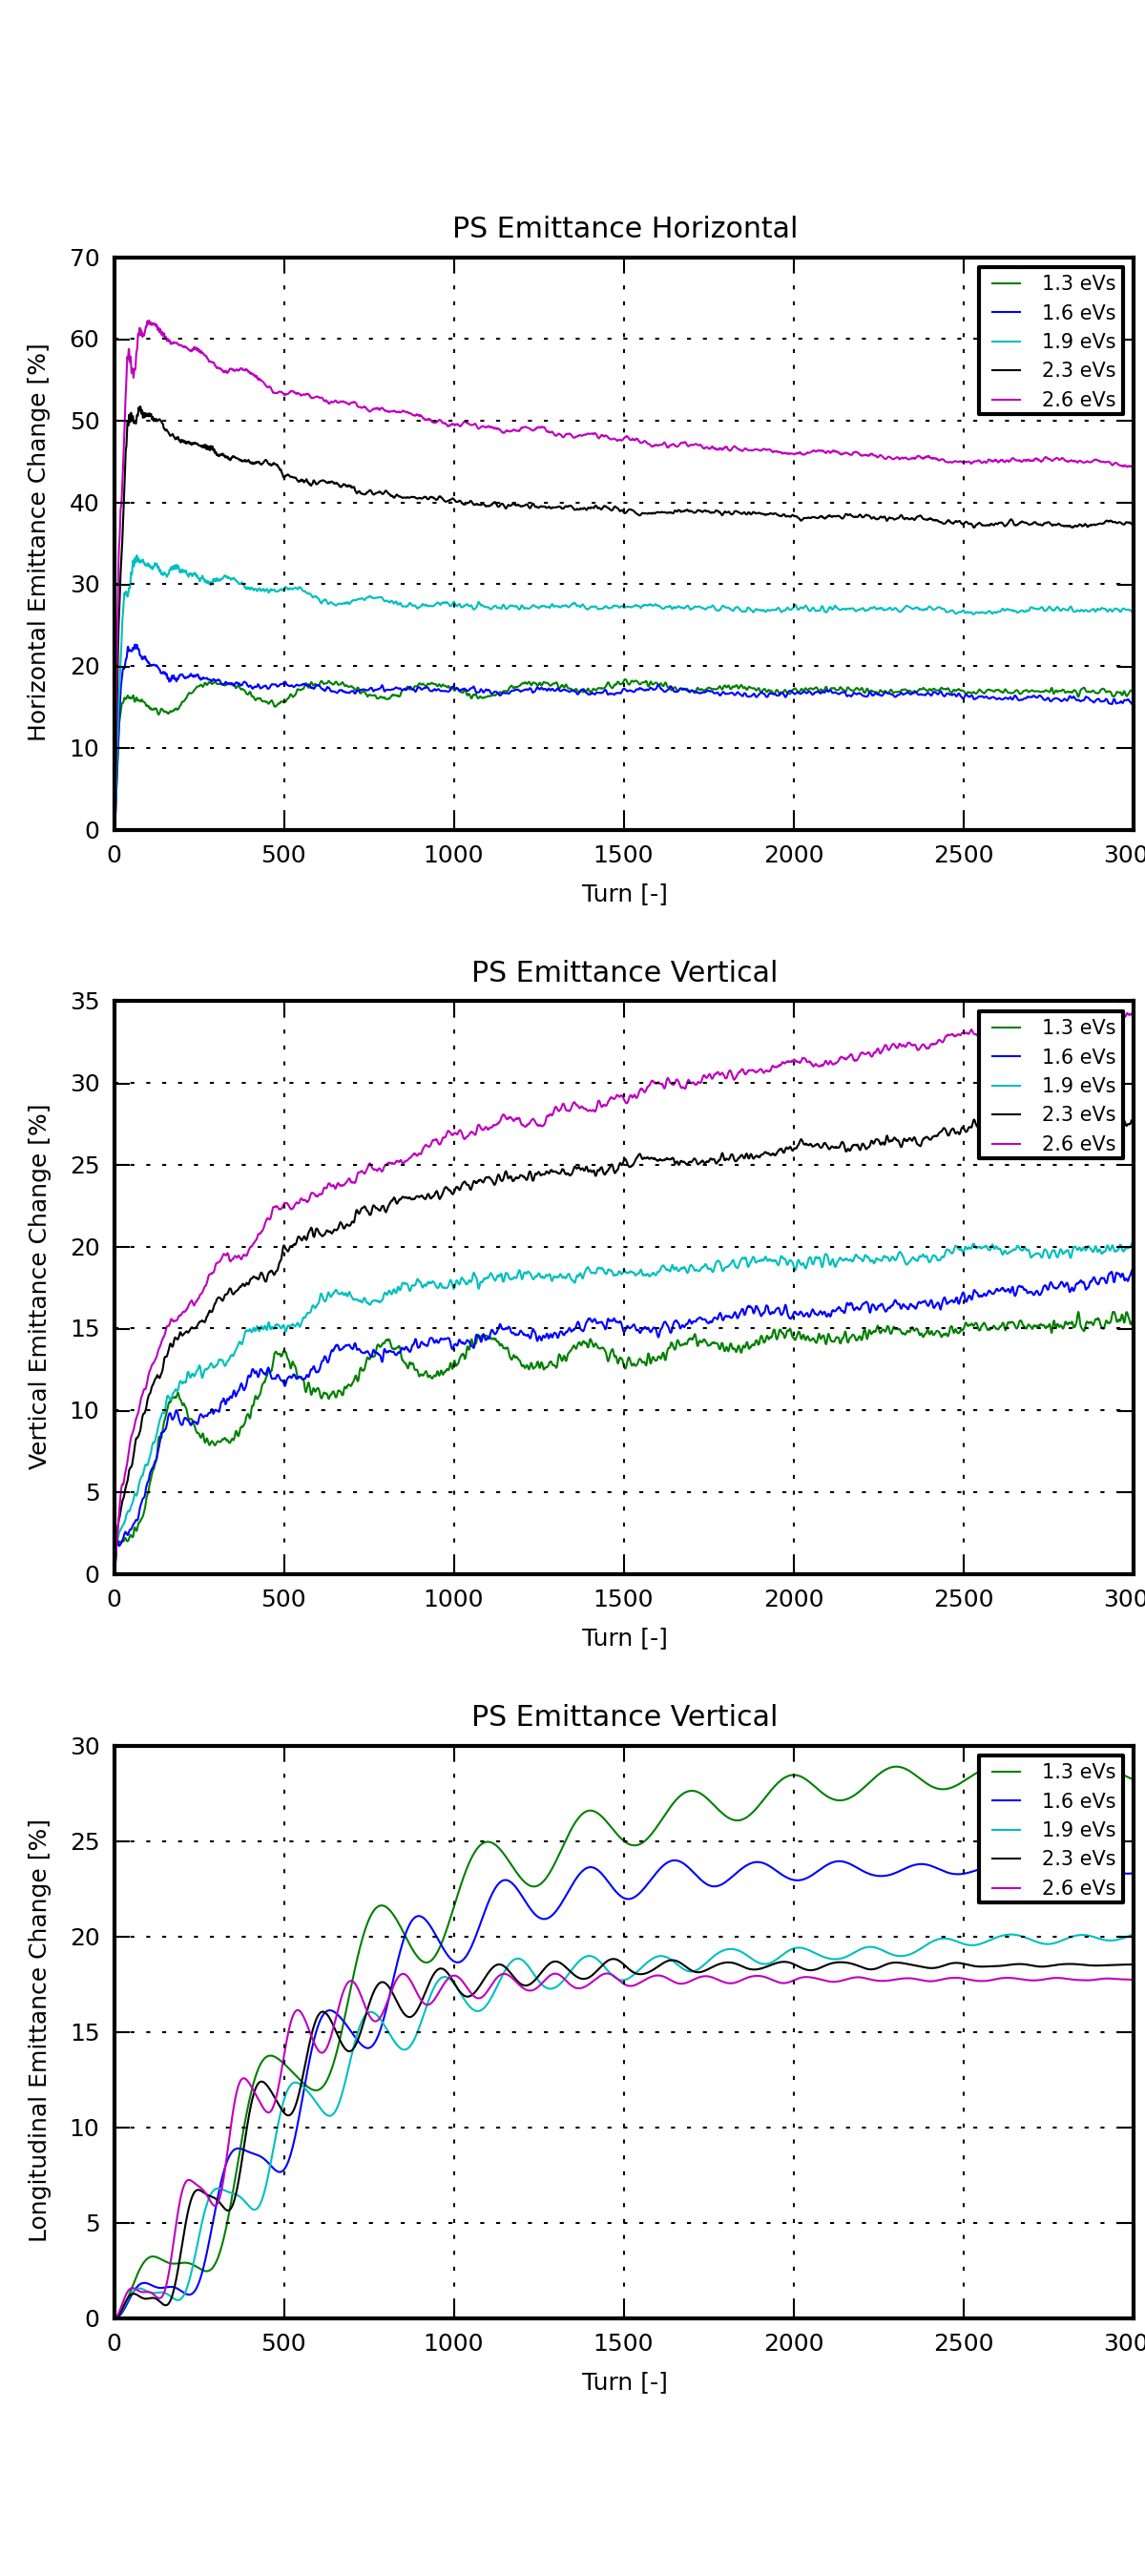 PS Emittance Horizontal
Horizontal Emittance Change [%]
70
60
50
40
30
20
10
0
1.3 eVs
1.6 eVs
1.9 eVs
2.3 eVs
2.6 eVs
0 500 1000 1500 2000 2500 300
Turn [-]
PS Emittance Vertical
Vertical Emittance Change [%]
35
30
25
20
15
10
5
0
1.3 eVs
1.6 eVs
1.9 eVs
2.3 eVs
2.6 eVs
0 500 1000 1500 2000 2500 300
Turn [-]
PS Emittance Vertical
Longitudinal Emittance Change [%]
30
25
20
15
10
5
0
1.3 eVs
1.6 eVs
1.9 eVs
2.3 eVs
2.6 eVs
0 500 1000 1500 2000 2500 300
Turn [-]